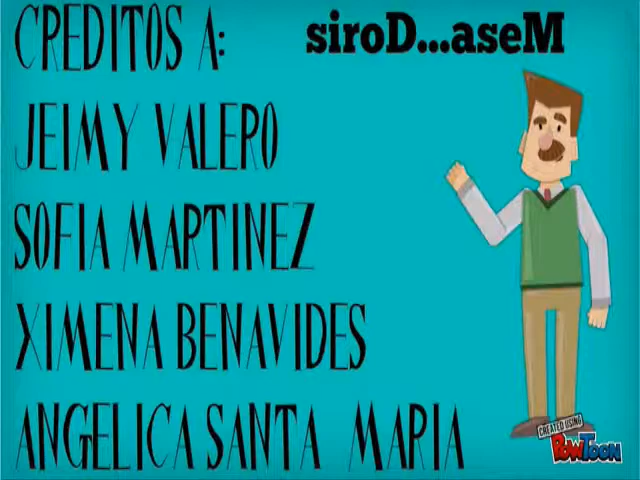 CREDITOS A:
siroD...aseM
JEIMY VALERO
SOFIA MARTINEZ
XIMENA BENAVIDES
ANGELICA SANTA MARIA
CREATED USING
POWTOON